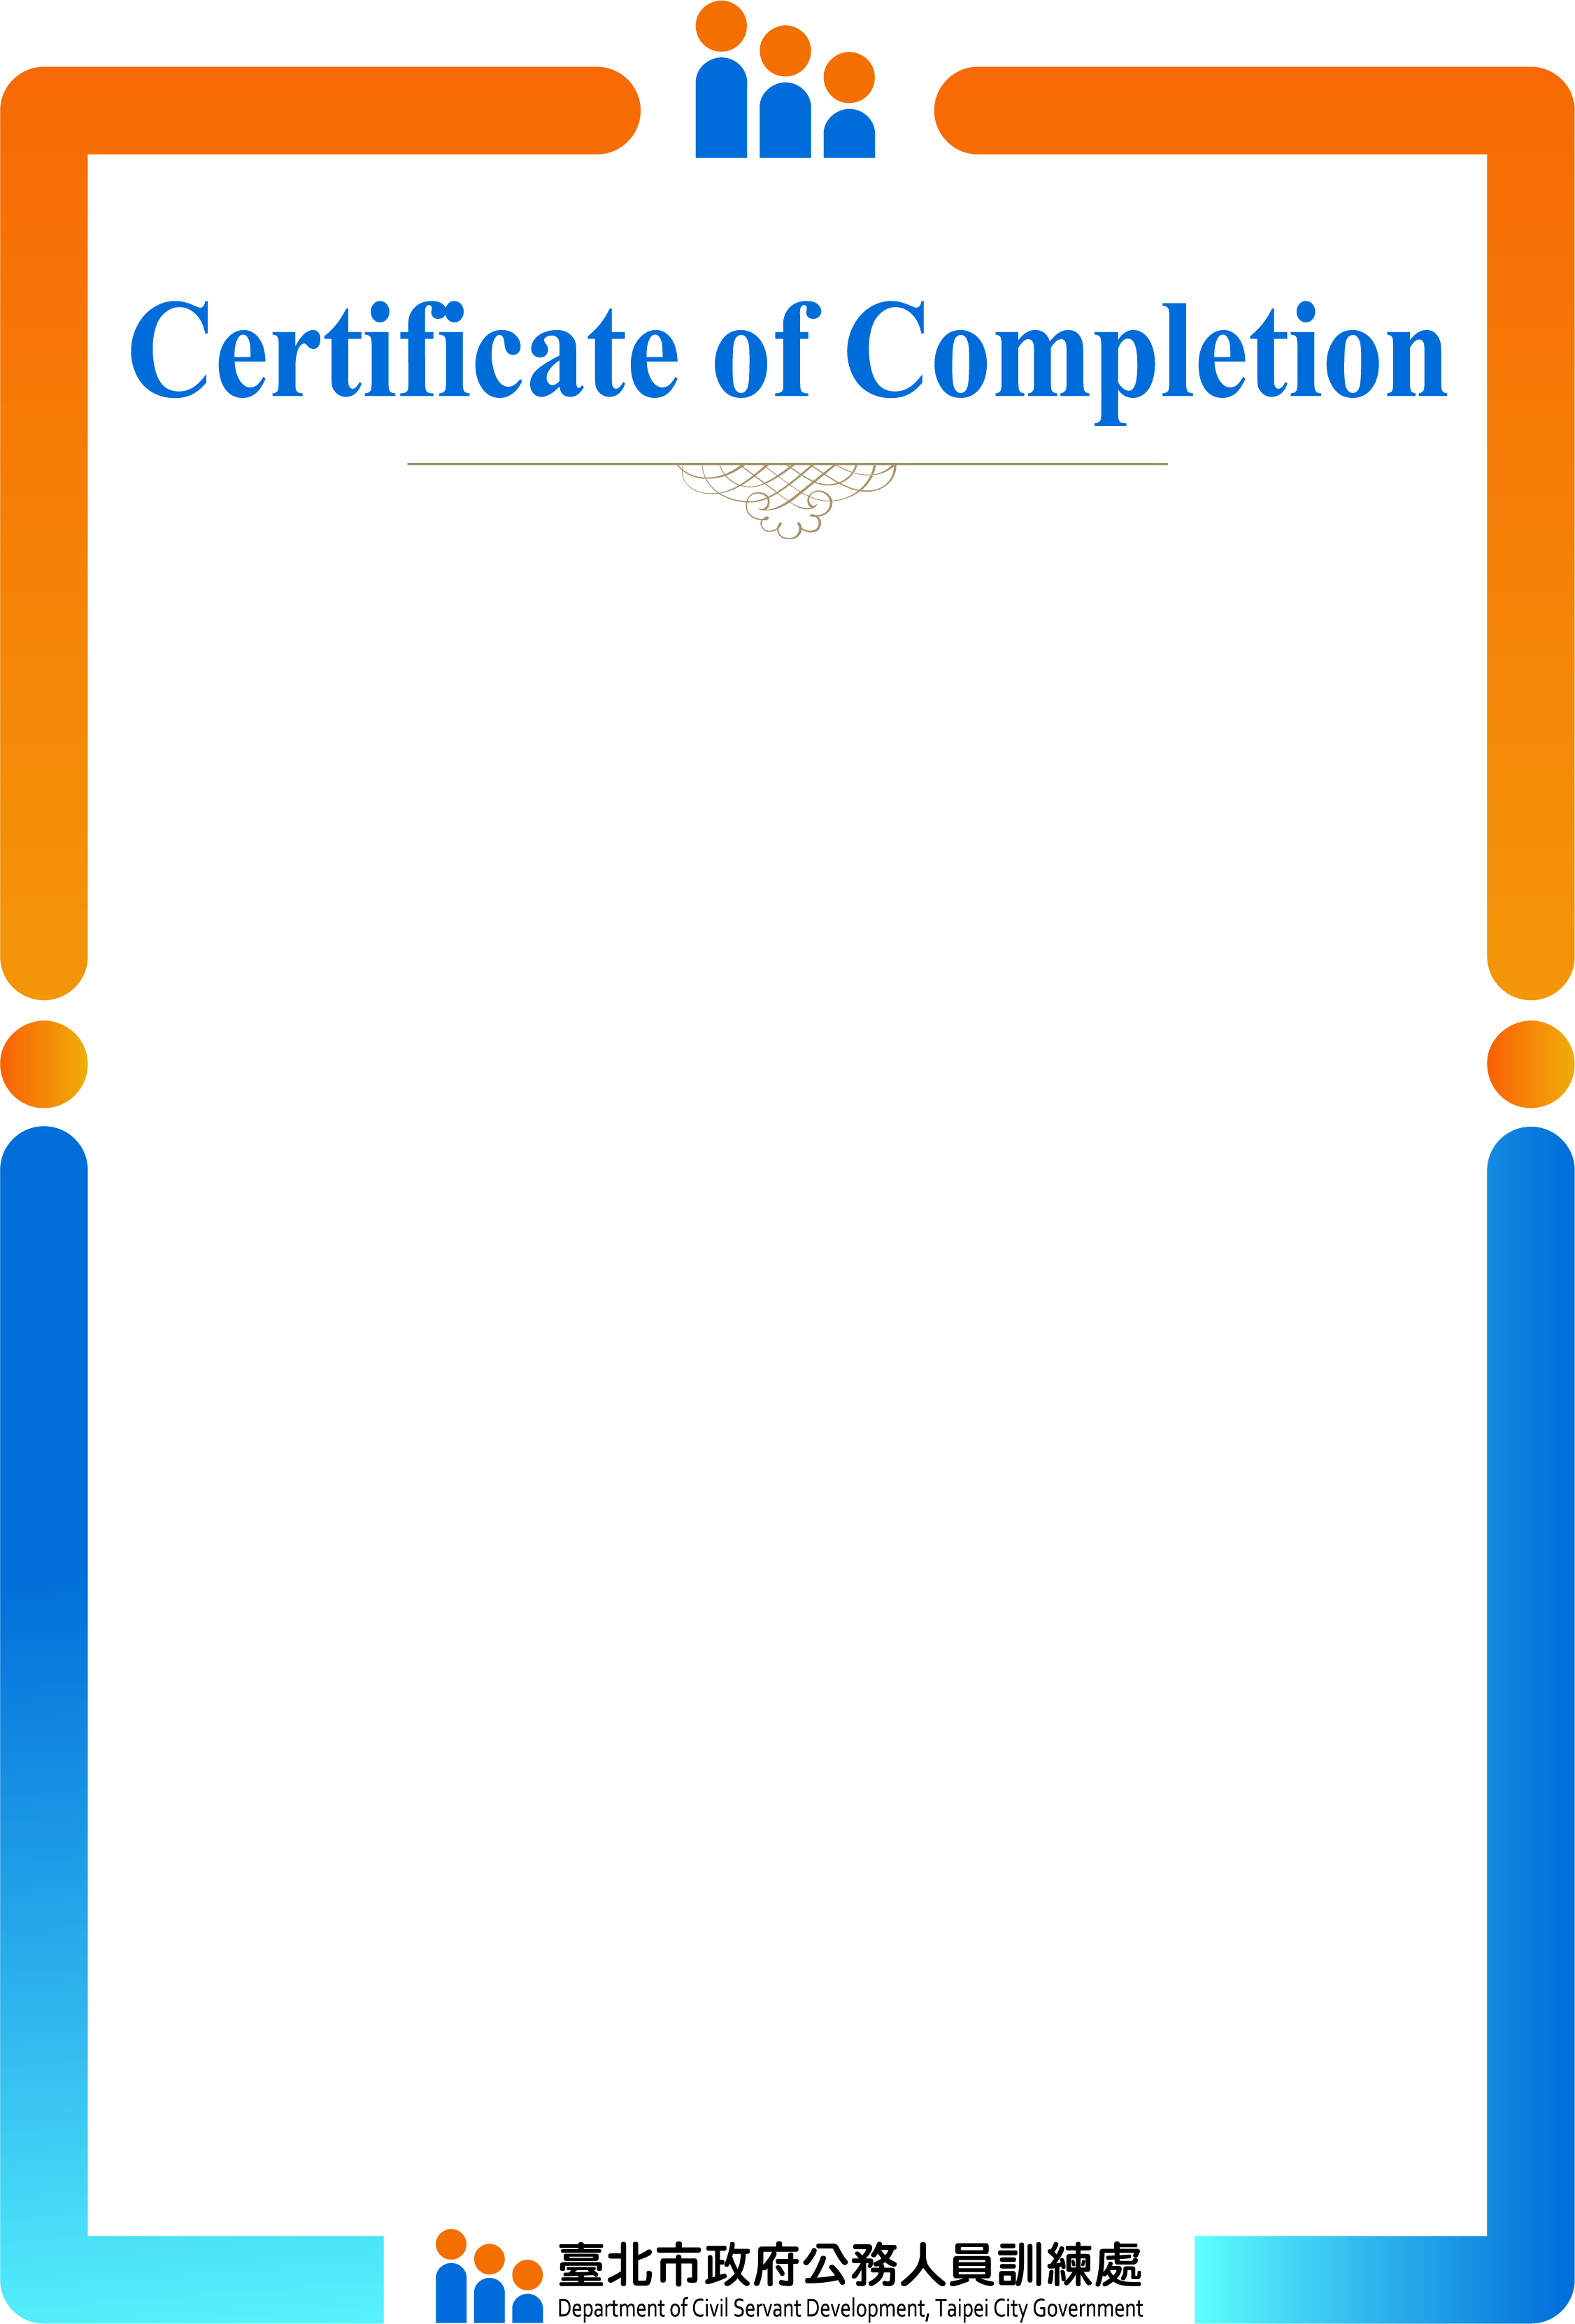 Certificate of Completion
臺北市政府公務人員訓練處
Department of Civil Servant Development, Taipei City Government